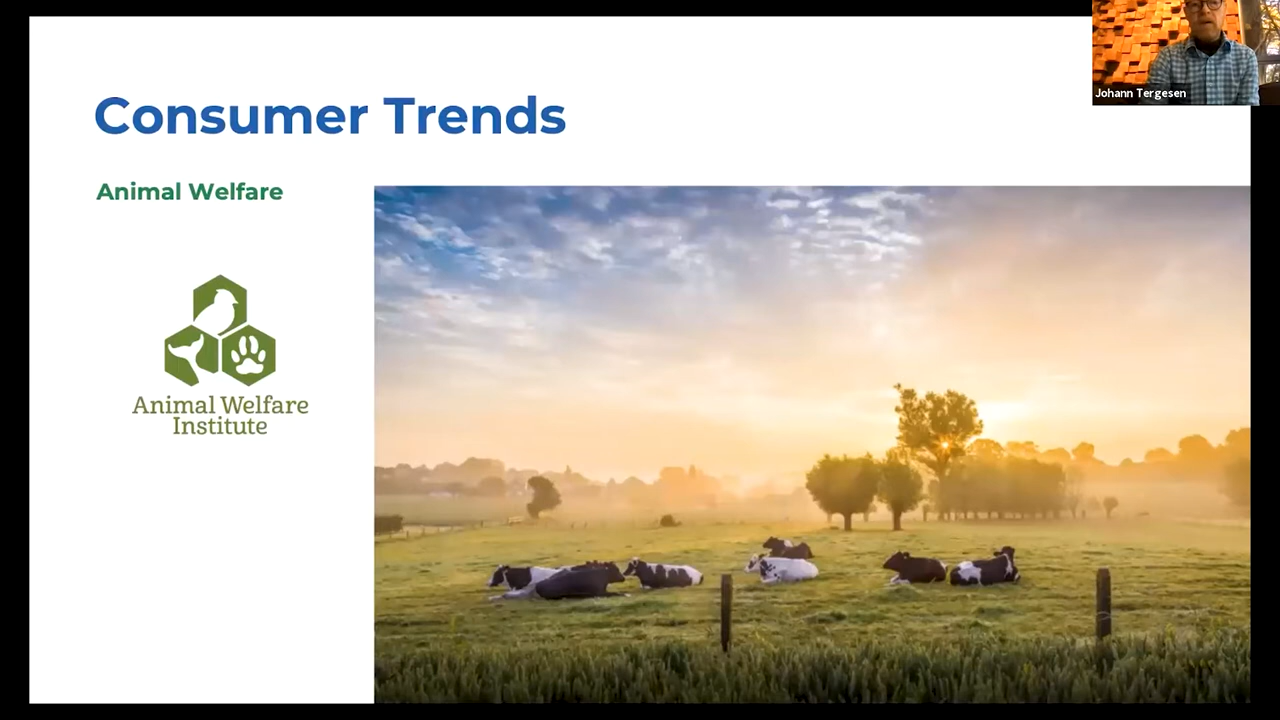 Consumer Trends
Johann Tergesen
Animal Welfare
Animal Welfare
Institute